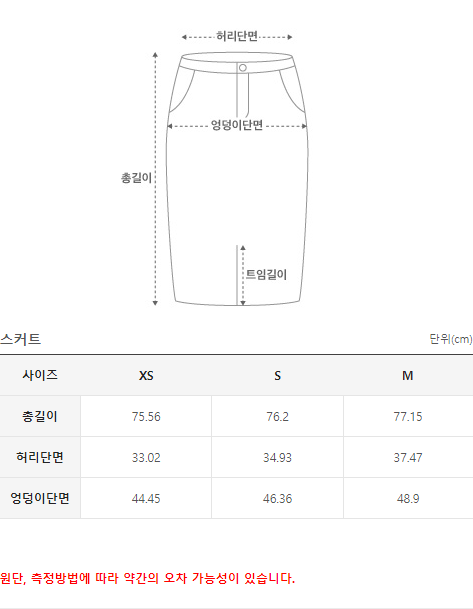 허리단면
엉덩이단면
총길이
트임길이
스커트 단위(cm)
사이즈 XS S M
총길이 75.56 76.2 77.15
허리단면 33.02 34.93 37.47
엉덩이단면 44.45 46.36 48.9
원단, 측정방법에 따라 약간의 오차 가능성이 있습니다.